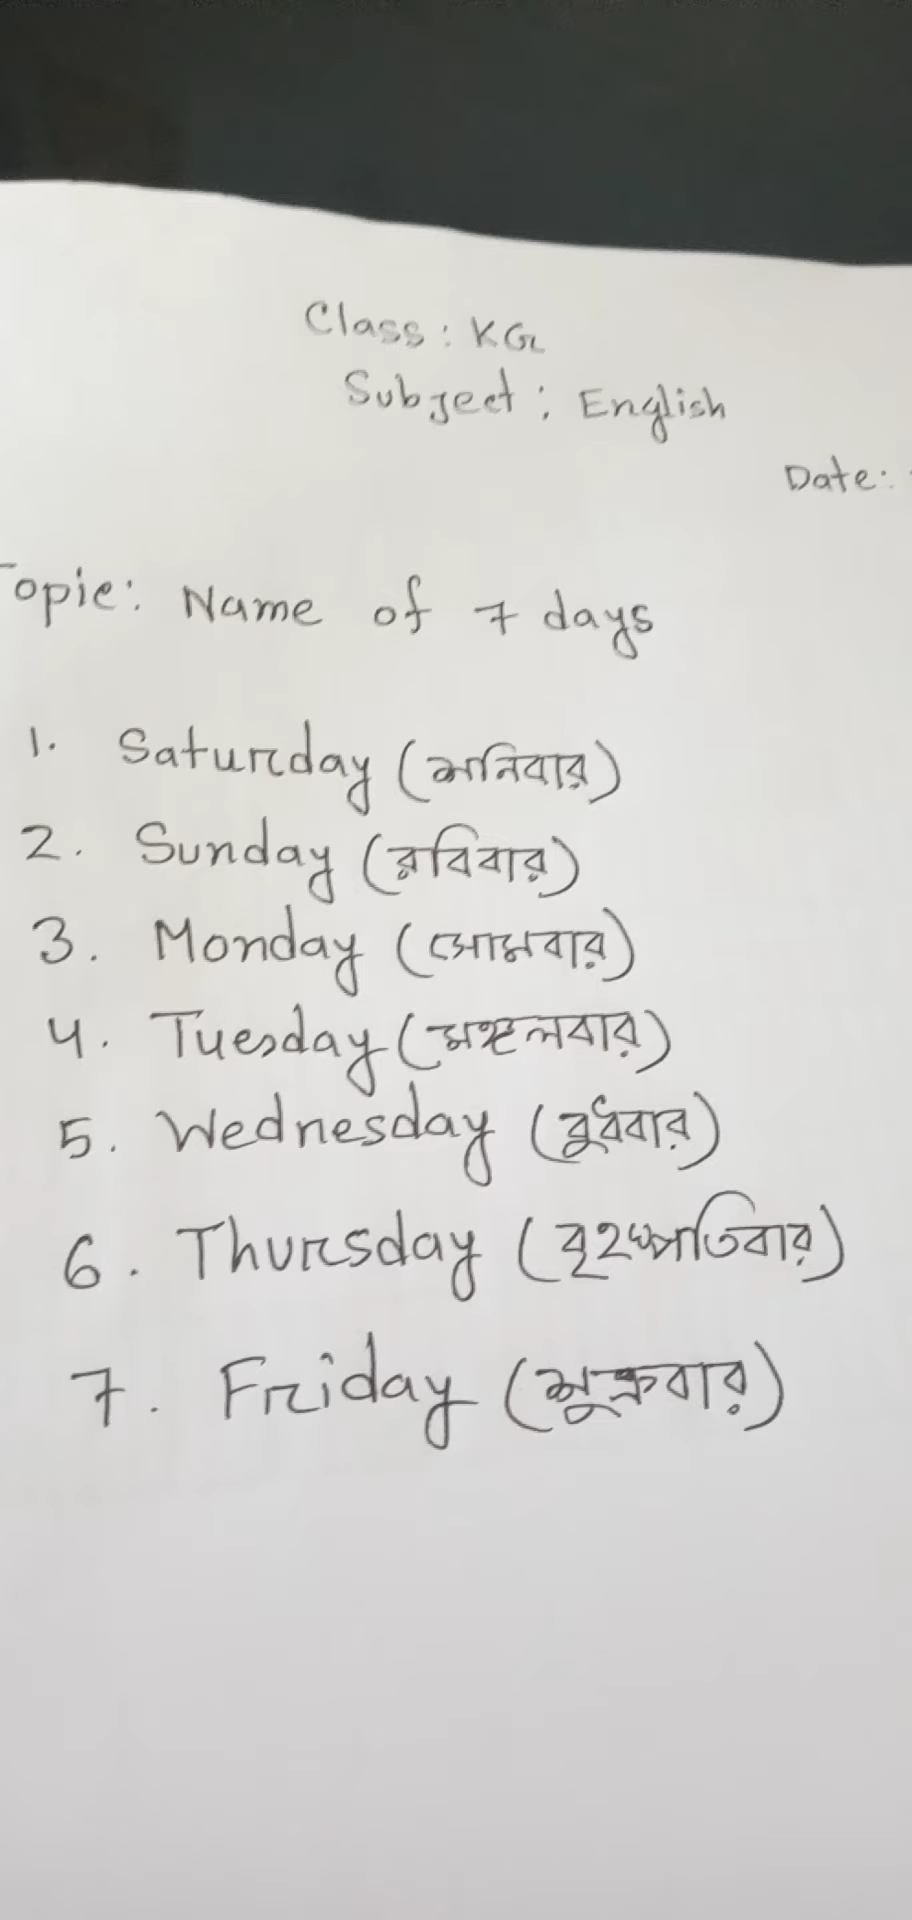 Class: KG
Subject: English
Date:
Topic: Name of 7 days
1. Saturday (শনিবার)
2. Sunday (রবিবার)
3. Monday (সোমবার)
4. Tuesday (মঙ্গলবার)
5. Wednesday (বুধবার)
6. Thursday (বৃহস্পতিবার)
7. Friday (শুক্রবার)